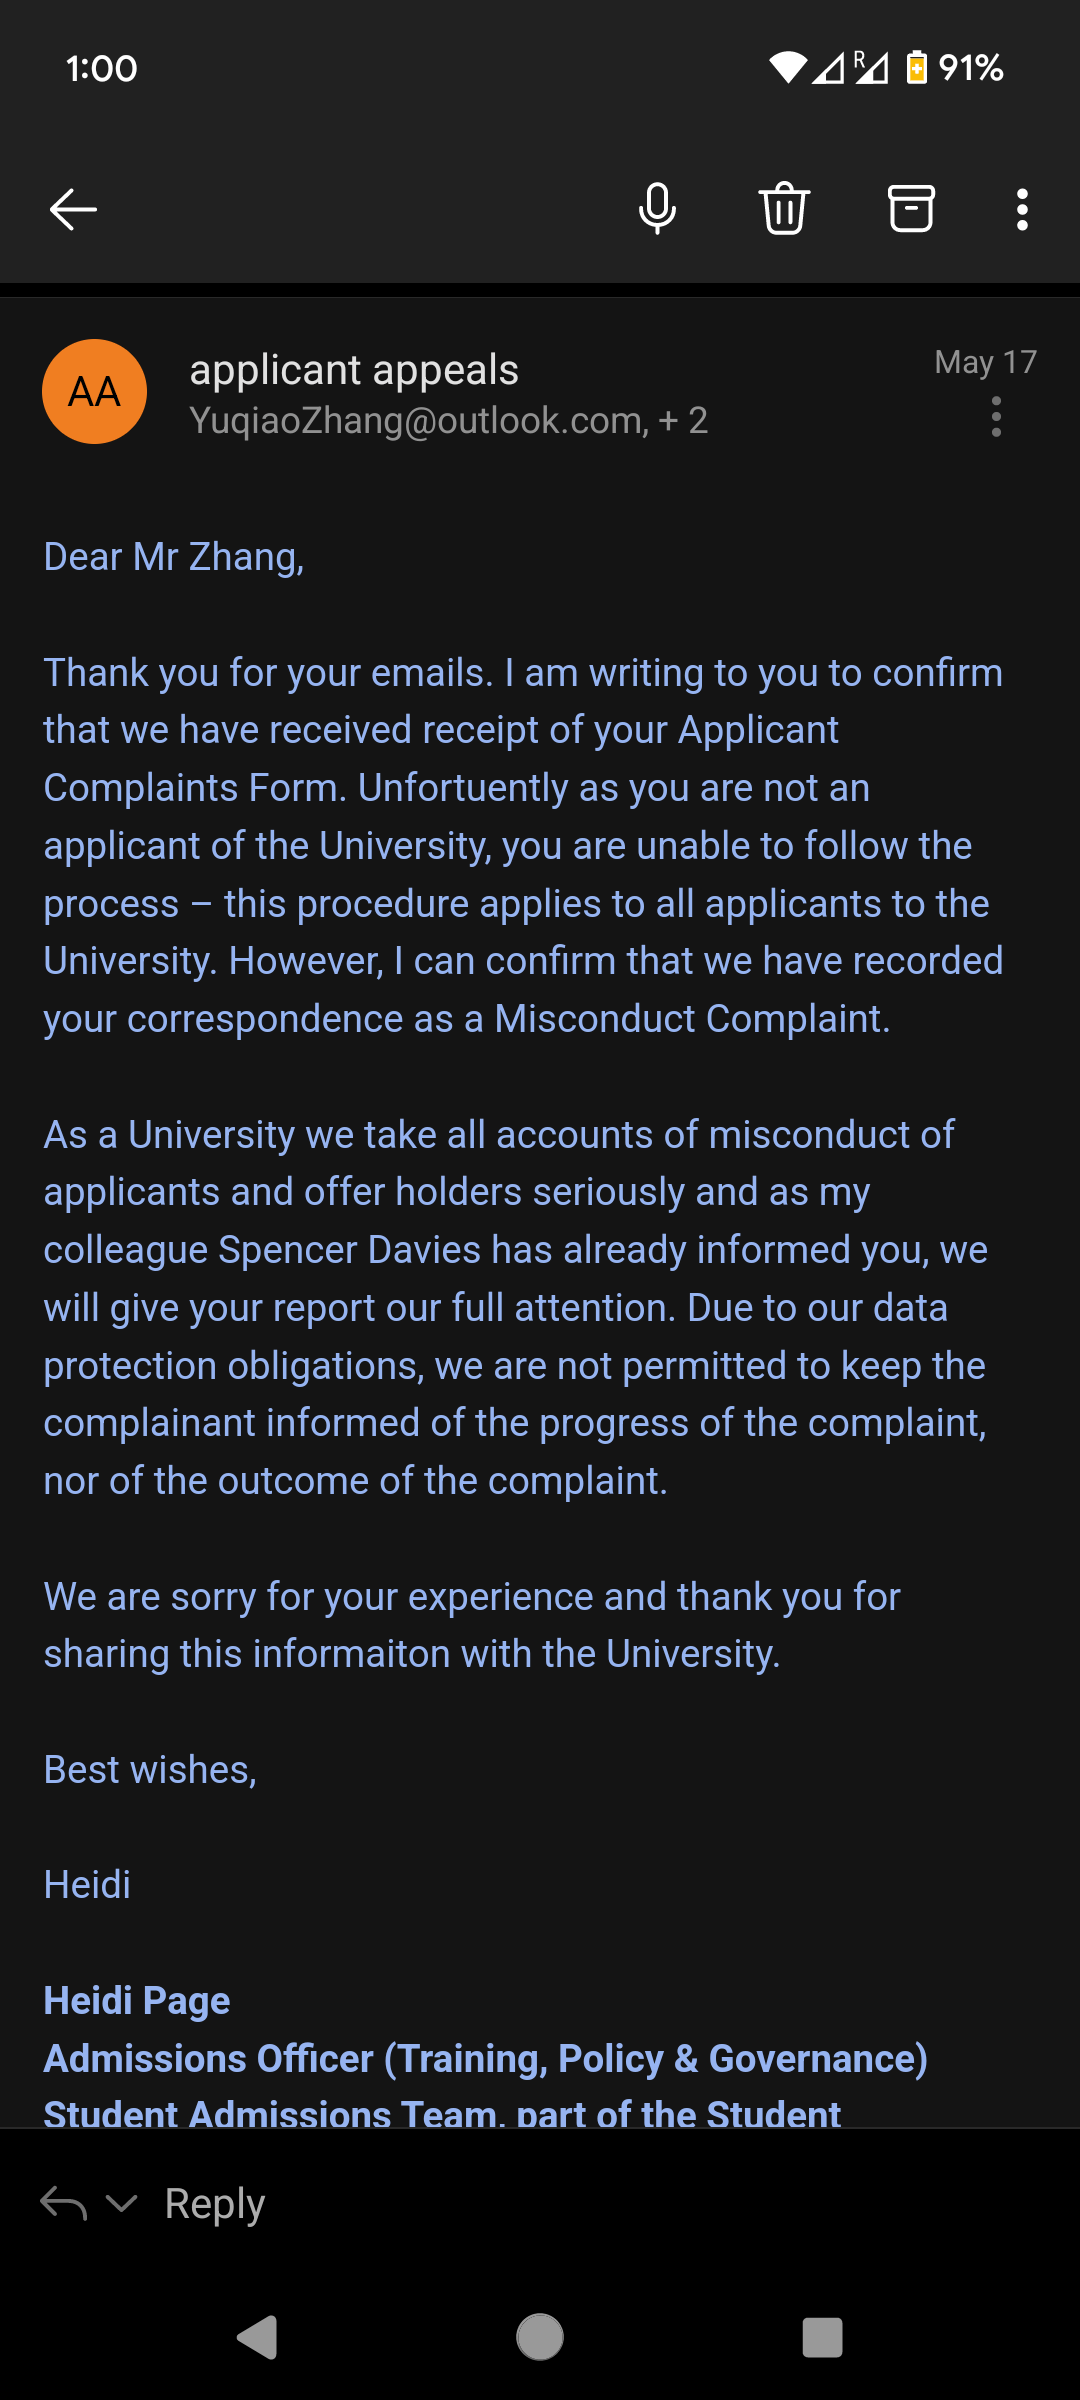 1:00
R
91%
AA
applicant appeals
May 17
YuqiaoZhang@outlook.com, + 2
Dear Mr Zhang,
Thank you for your emails. I am writing to you to confirm
that we have received receipt of your Applicant
Complaints Form. Unfortuently as you are not an
applicant of the University, you are unable to follow the
process – this procedure applies to all applicants to the
University. However, I can confirm that we have recorded
your correspondence as a Misconduct Complaint.
As a University we take all accounts of misconduct of
applicants and offer holders seriously and as my
colleague Spencer Davies has already informed you, we
will give your report our full attention. Due to our data
protection obligations, we are not permitted to keep the
complainant informed of the progress of the complaint,
nor of the outcome of the complaint.
We are sorry for your experience and thank you for
sharing this informaiton with the University.
Best wishes,
Heidi
Heidi Page
Admissions Officer (Training, Policy & Governance)
Student Admissions Team, part of the Student
Reply